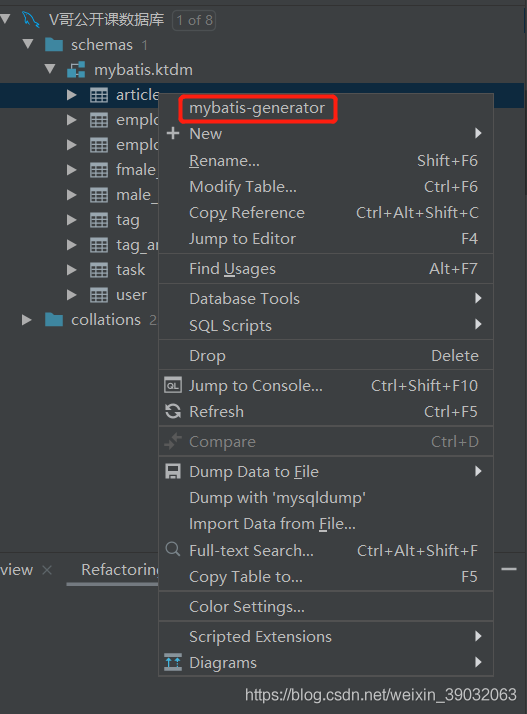 V哥公开课数据库 1 of 8
schemas 1
mybatis.ktdm
article
mybatis-generator
New
Rename... Shift+F6
Modify Table... Ctrl+F6
Copy Reference Ctrl+Alt+Shift+C
Jump to Editor F4
Find Usages Alt+F7
Database Tools
SQL Scripts
Drop Delete
QL Jump to Console... Ctrl+Shift+F10
Refresh Ctrl+F5
Compare Ctrl+D
Dump Data to File
Dump with 'mysqldump'
Import Data from File...
Full-text Search... Ctrl+Alt+Shift+F
Copy Table to... F5
Color Settings...
Scripted Extensions
Diagrams
emplo
emplo
fmale_
male_
tag
tag_ar
task
user
collations 2
view
Refactoring
https://blog.csdn.net/weixin_39032063